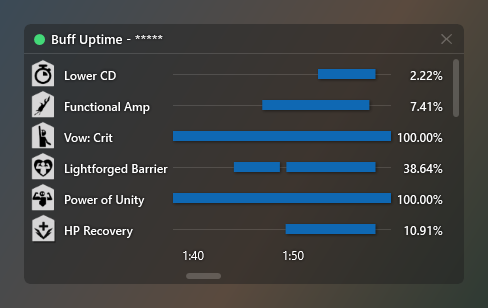 Buff Uptime - *****
Lower CD 2.22%
Functional Amp 7.41%
Vow: Crit 100.00%
Lightforged Barrier 38.64%
Power of Unity 100.00%
HP Recovery 10.91%
1:40 1:50